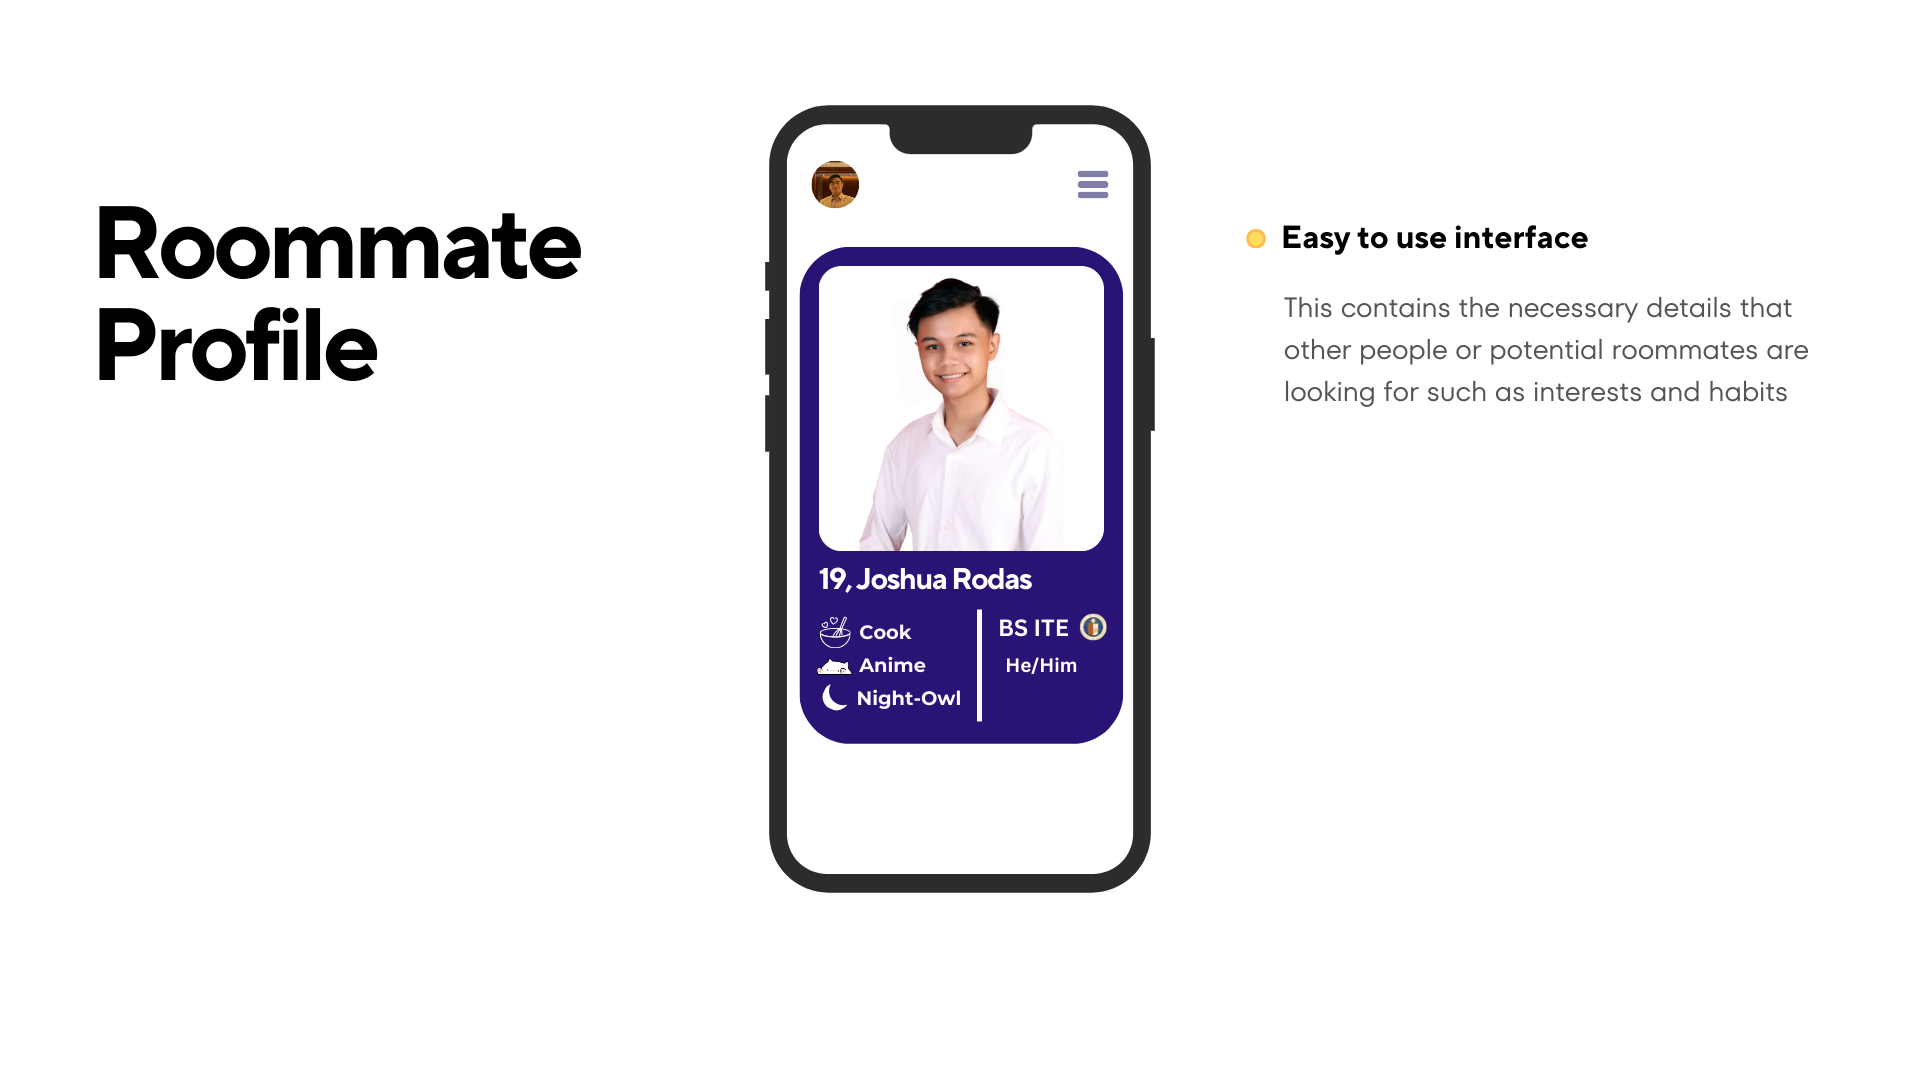 Roommate
Profile
19, Joshua Rodas
Cook
Anime
Night-Owl
BS ITE
He/Him
Easy to use interface
This contains the necessary details that
other people or potential roommates are
looking for such as interests and habits